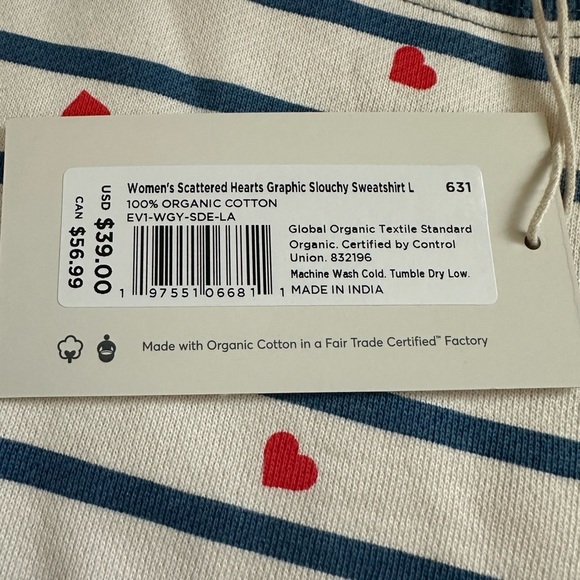 Women's Scattered Hearts Graphic Slouchy Sweatshirt L 631
100% ORGANIC COTTON
EV1-WGY-SDE-LA
USD $39.00
CAN $56.99
Global Organic Textile Standard
Organic. Certified by Control
Union. 832196
Machine Wash Cold. Tumble Dry Low.
MADE IN INDIA
1 97551 06681 1
Made with Organic Cotton in a Fair Trade Certified™ Factory